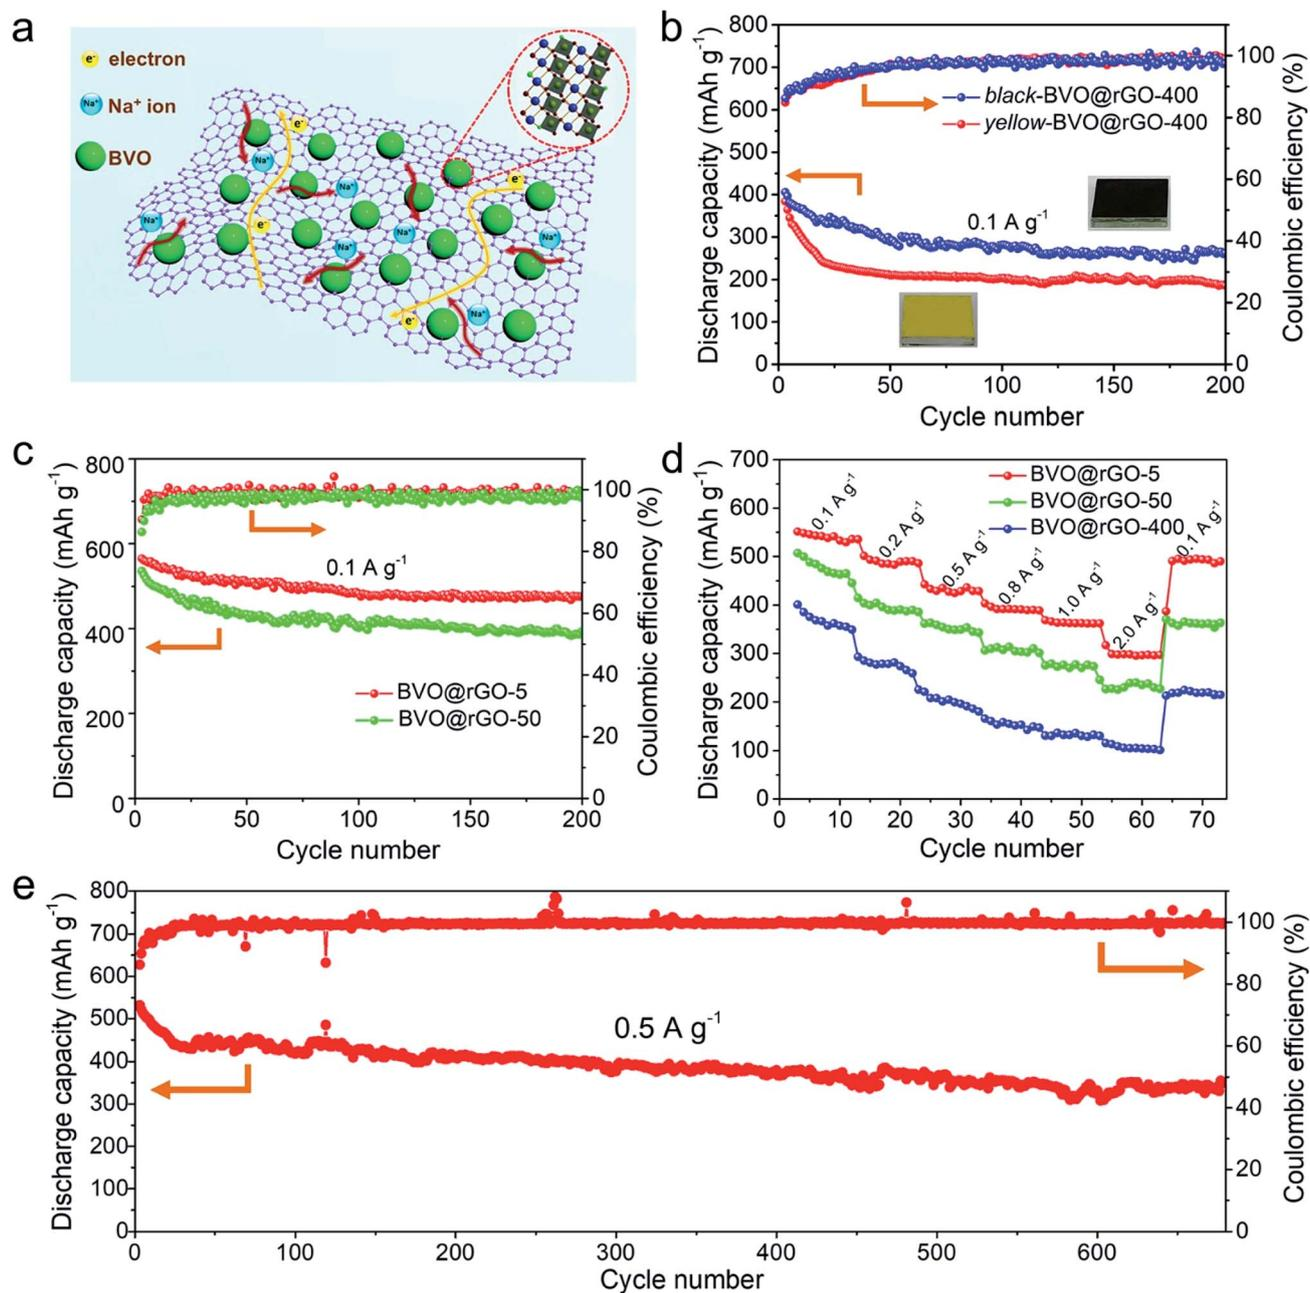 a
e⁻ electron
Na⁺ Na⁺ ion
BVO
e⁻
Na⁺
Na⁺
e⁻
Na⁺
e⁻
Na⁺
Na⁺
Na⁺
Na⁺
e⁻
b
Discharge capacity (mAh g⁻¹)
800
700
600
500
400
300
200
100
0
black-BVO@rGO-400
yellow-BVO@rGO-400
0.1 A g⁻¹
100
80
60
40
20
0
Coulombic efficiency (%)
0 50 100 150 200
Cycle number
c
Discharge capacity (mAh g⁻¹)
800
600
400
200
0
0.1 A g⁻¹
BVO@rGO-5
BVO@rGO-50
100
80
60
40
20
0
Coulombic efficiency (%)
0 50 100 150 200
Cycle number
d
Discharge capacity (mAh g⁻¹)
700
600
500
400
300
200
100
0
BVO@rGO-5
BVO@rGO-50
BVO@rGO-400
0.1 A g⁻¹
0.2 A g⁻¹
0.5 A g⁻¹
0.8 A g⁻¹
1.0 A g⁻¹
2.0 A g⁻¹
0.1 A g⁻¹
0 10 20 30 40 50 60 70
Cycle number
e
Discharge capacity (mAh g⁻¹)
800
700
600
500
400
300
200
100
0
0.5 A g⁻¹
100
80
60
40
20
0
Coulombic efficiency (%)
0 100 200 300 400 500 600
Cycle number